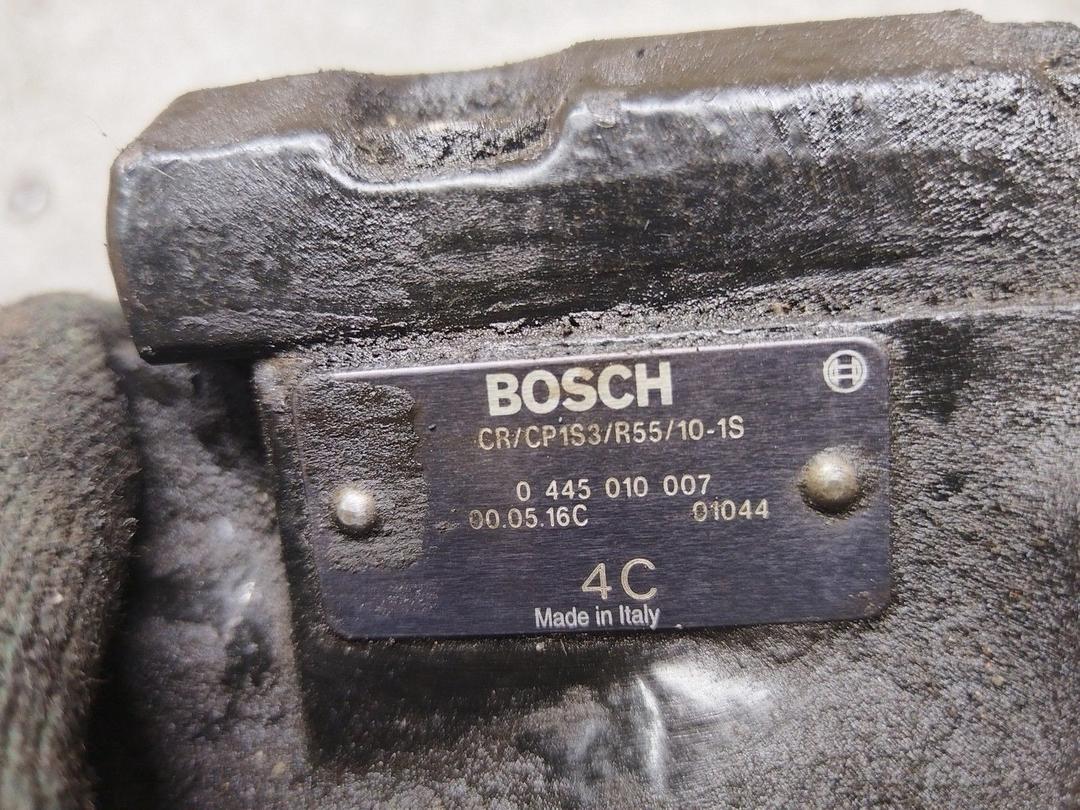 BOSCH
CR/CP1S3/R55/10-1S
0 445 010 007
00.05.16C 01044
4C
Made in Italy